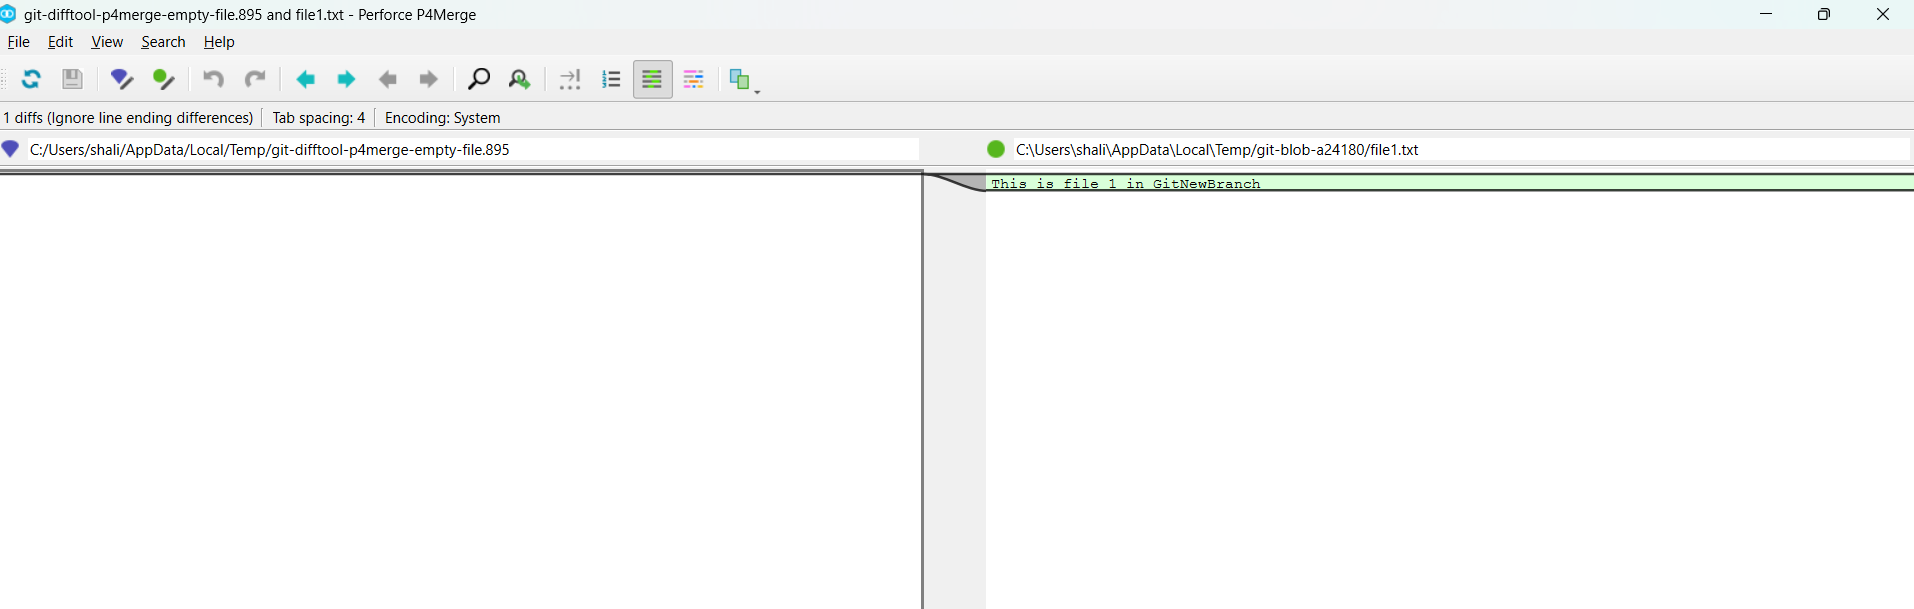 git-difftool-p4merge-empty-file.895 and file1.txt - Perforce P4Merge
File Edit View Search Help
1 diffs (Ignore line ending differences) Tab spacing: 4 Encoding: System
C:/Users/shali/AppData/Local/Temp/git-difftool-p4merge-empty-file.895
C:\Users\shali\AppData\Local\Temp/git-blob-a24180/file1.txt
This is file 1 in GitNewBranch